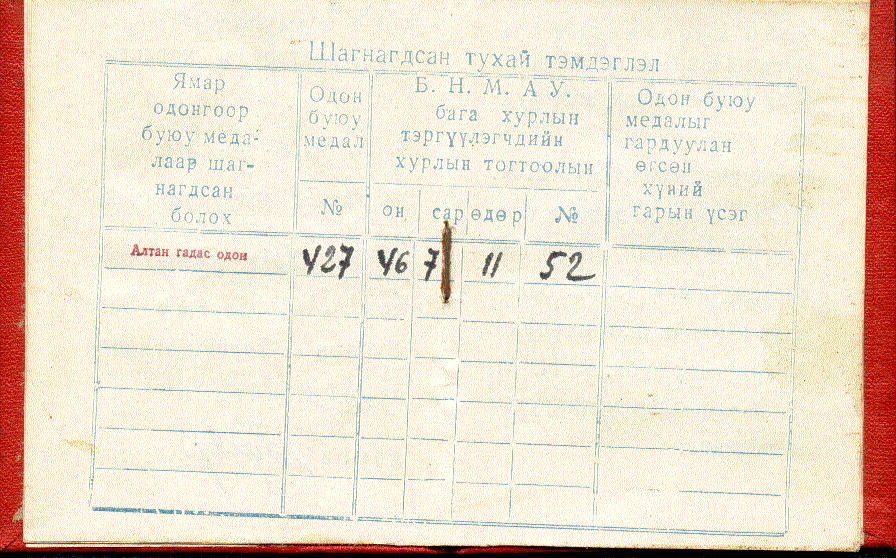 Шагнагдсан тухай тэмдэглэл
Ямар
одонгоор
буюу меда-
лаар шаг-
нагдсан
болох
Одон
буюу
медал
№
Б. Н. М. А У.
бага хурлын
тэргүүлэгчдийн
хурлын тогтоолын
он сар өдөр №
Одон буюу
медалыг
гардуулан
өгсөн
хүний
гарын үсэг
Алтан гадас одон 427 46 7 11 52